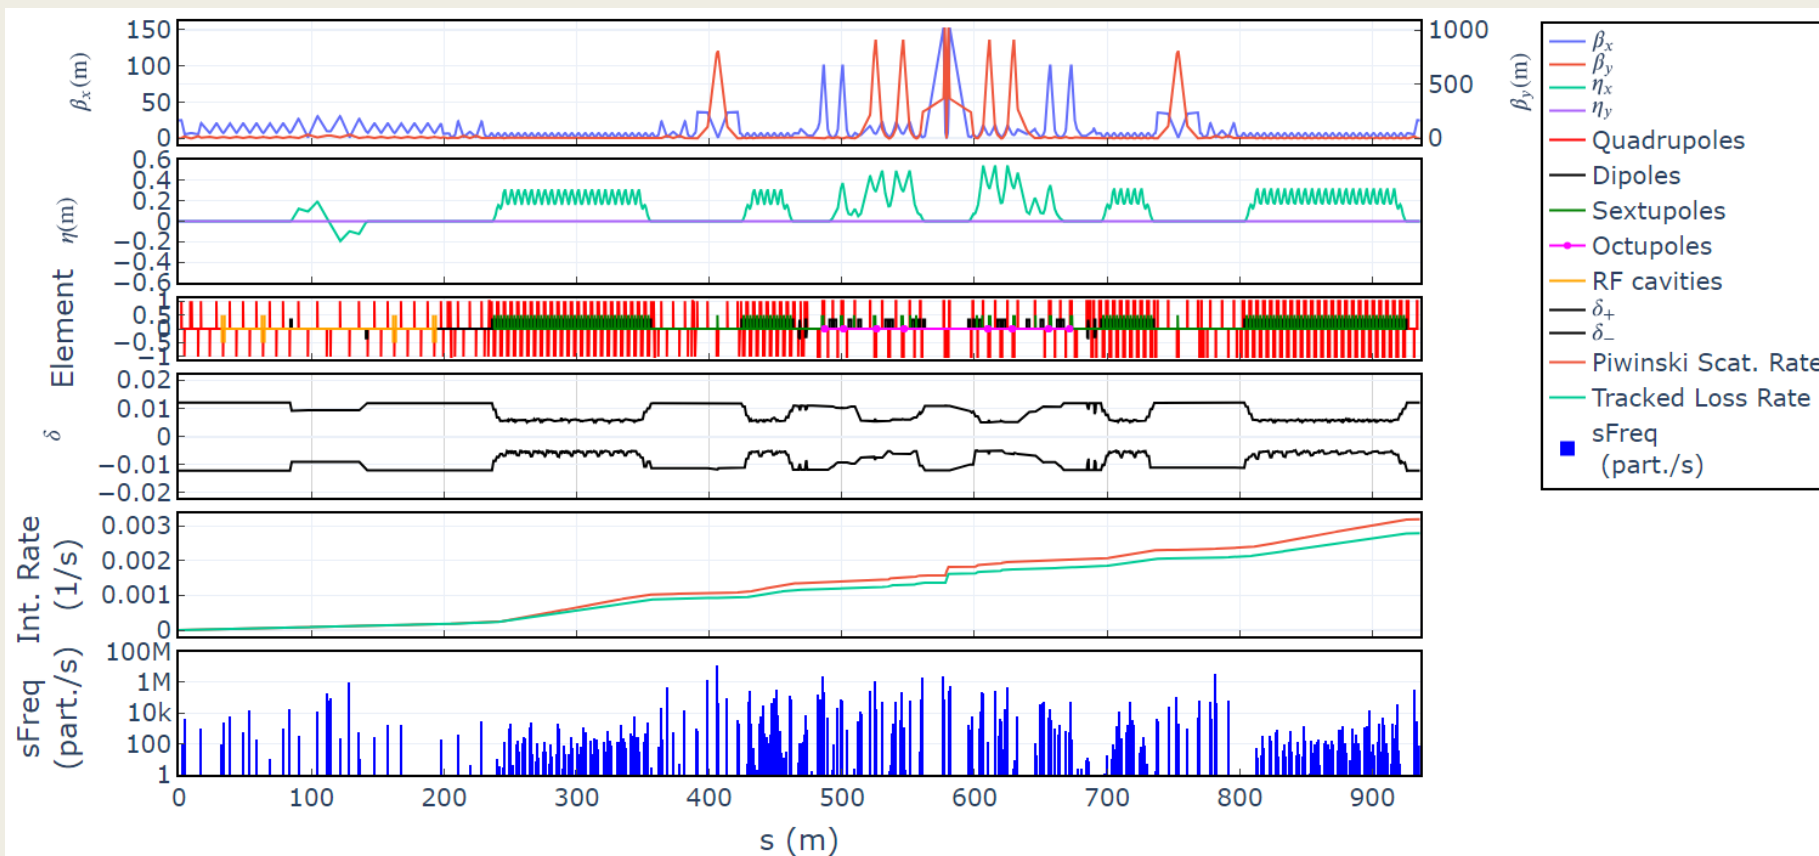 150
100
50
0
βx(m)
1000
500
0
βy(m)
0.6
0.4
0.2
0
−0.2
−0.4
−0.6
η(m)
1
0.5
0
−0.5
−1
Element
0.02
0.01
0
−0.01
−0.02
δ
0.003
0.002
0.001
0
Int. Rate
(1/s)
100M
1M
10k
100
1
sFreq
(part./s)
0 100 200 300 400 500 600 700 800 900
s (m)
βx
βy
ηx
ηy
Quadrupoles
Dipoles
Sextupoles
Octupoles
RF cavities
δ+
δ−
Piwinski Scat. Rate
Tracked Loss Rate
sFreq
(part./s)